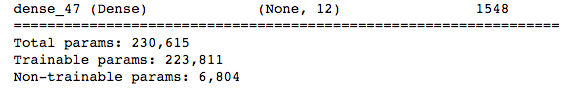 dense_47 (Dense) (None, 12) 1548
=================================================================
Total params: 230,615
Trainable params: 223,811
Non-trainable params: 6,804